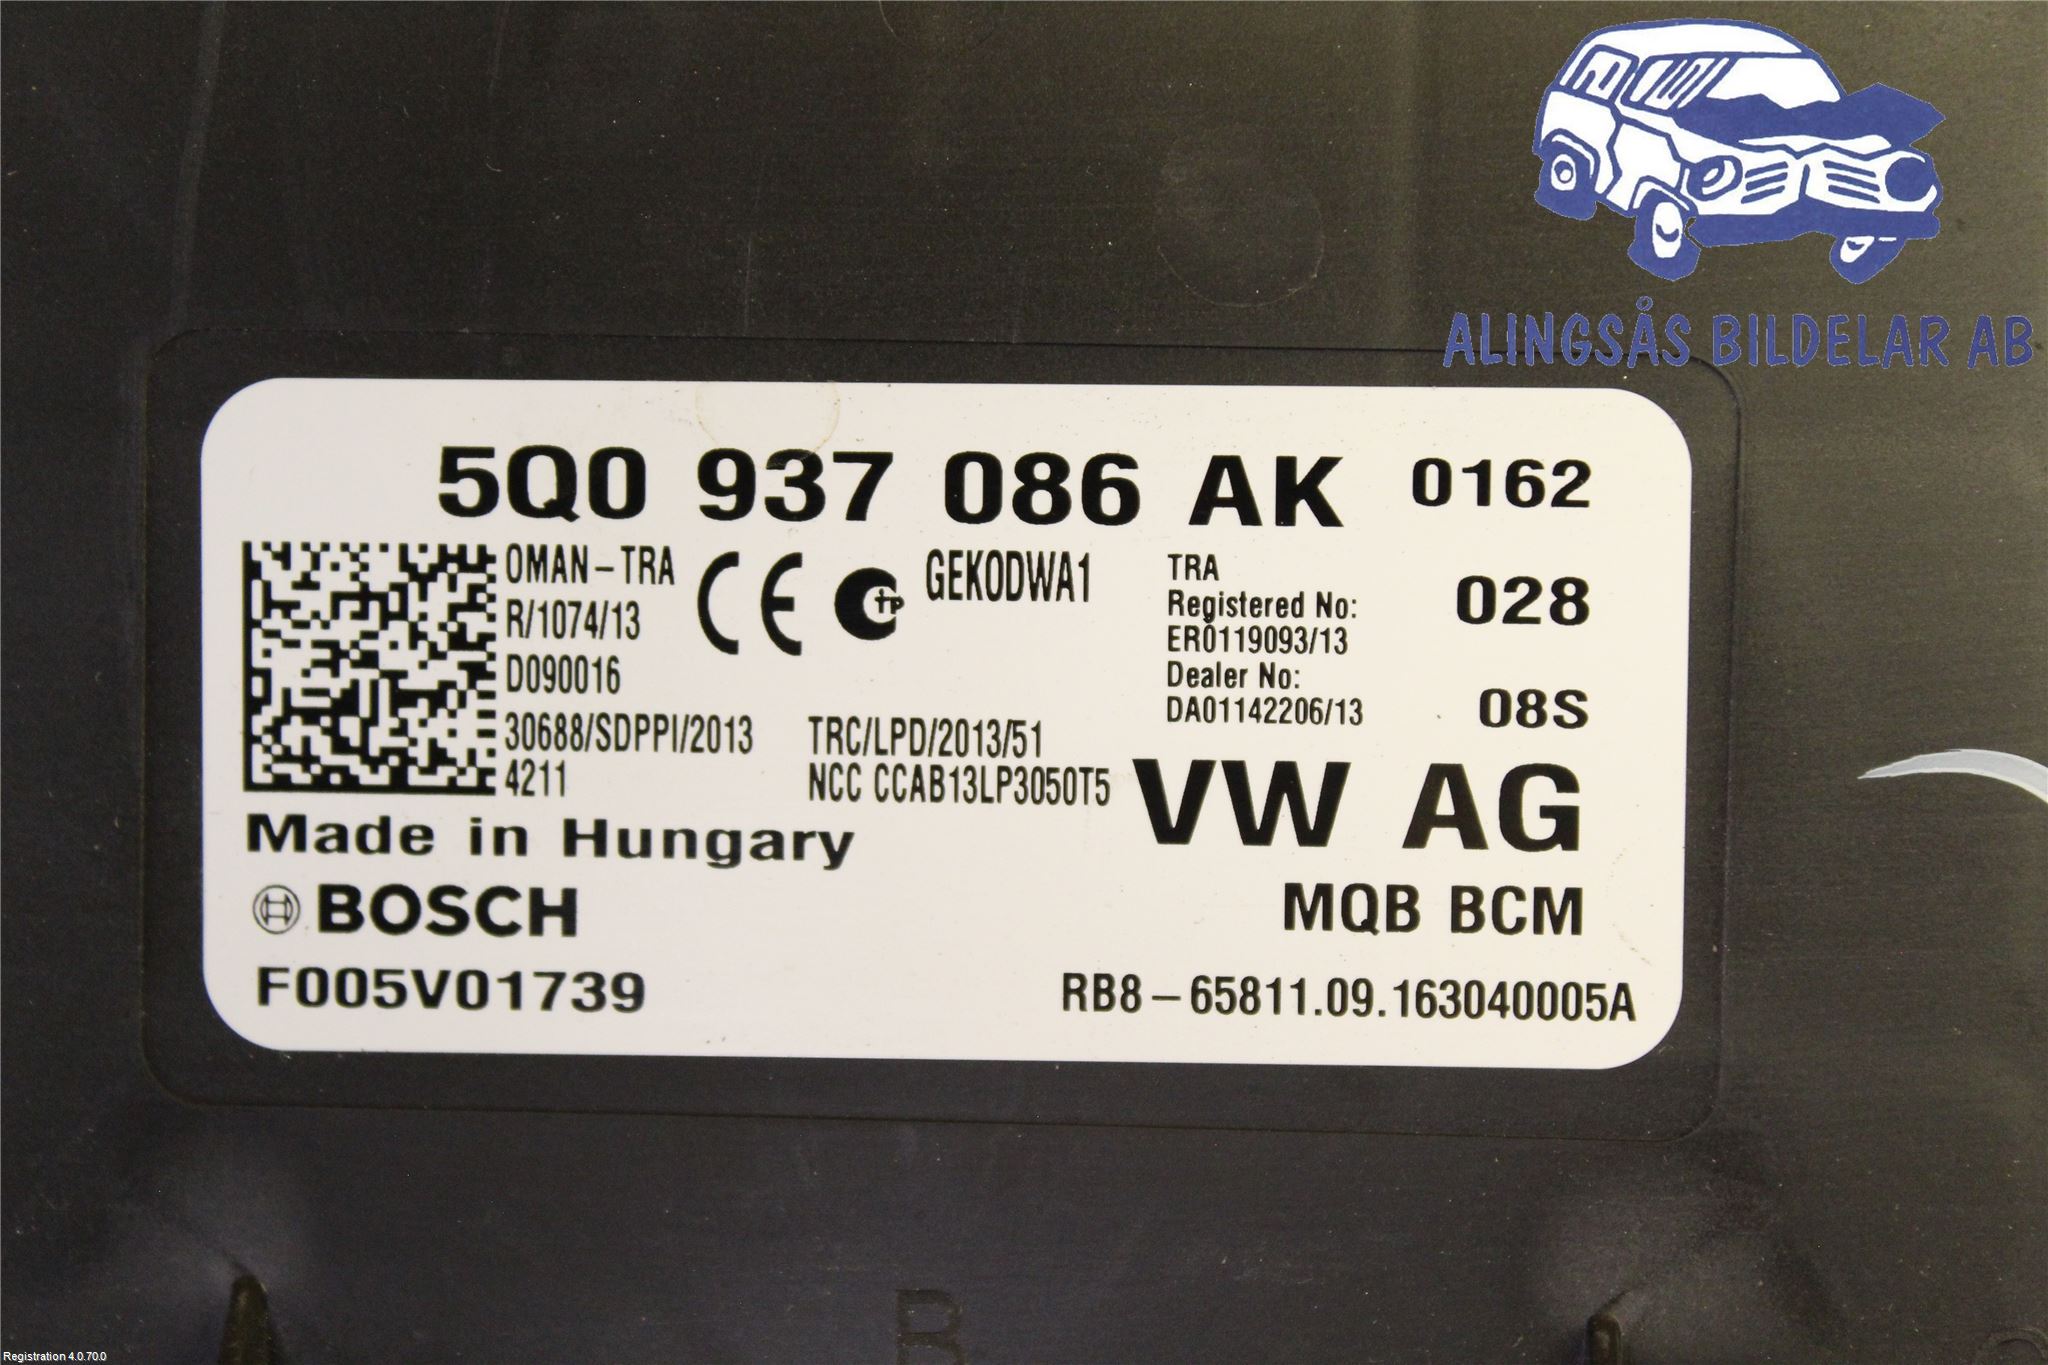 ALINGSÅS BILDELAR AB
5Q0 937 086 AK 0162
OMAN-TRA
R/1074/13
D090016
30688/SDPPI/2013
4211
CE
TP
GEKODWA1
TRC/LPD/2013/51
NCC CCAB13LP3050T5
TRA
Registered No:
ER0119093/13
Dealer No:
DA01142206/13
028
08S
VW AG
Made in Hungary
BOSCH
MQB BCM
F005V01739
RB8-65811.09.163040005A
B
Registration 4.0.70.0